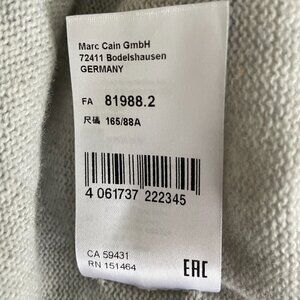 Marc Cain GmbH
72411 Bodelshausen
GERMANY
FA 81988.2
尺碼 165/88A
4 061737 222345
CA 59431
RN 151464
EAC